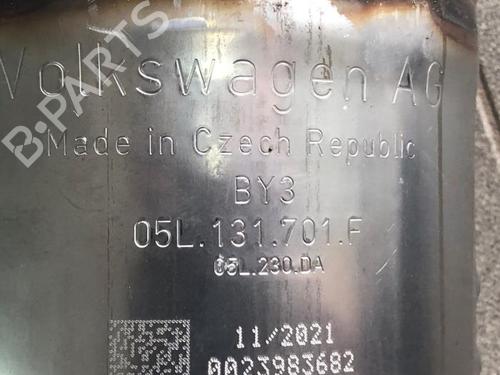 Volkswagen AG
B-PARTS
Made in Czech Republic
BY3
05L.131.701.F
05L.230.DA
11/2021
0023983682